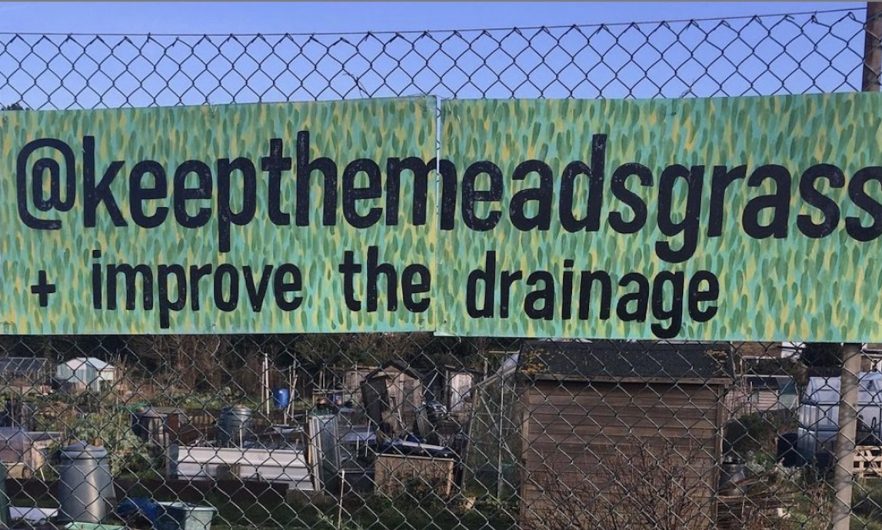 @keepthemeadsgrass
+ improve the drainage